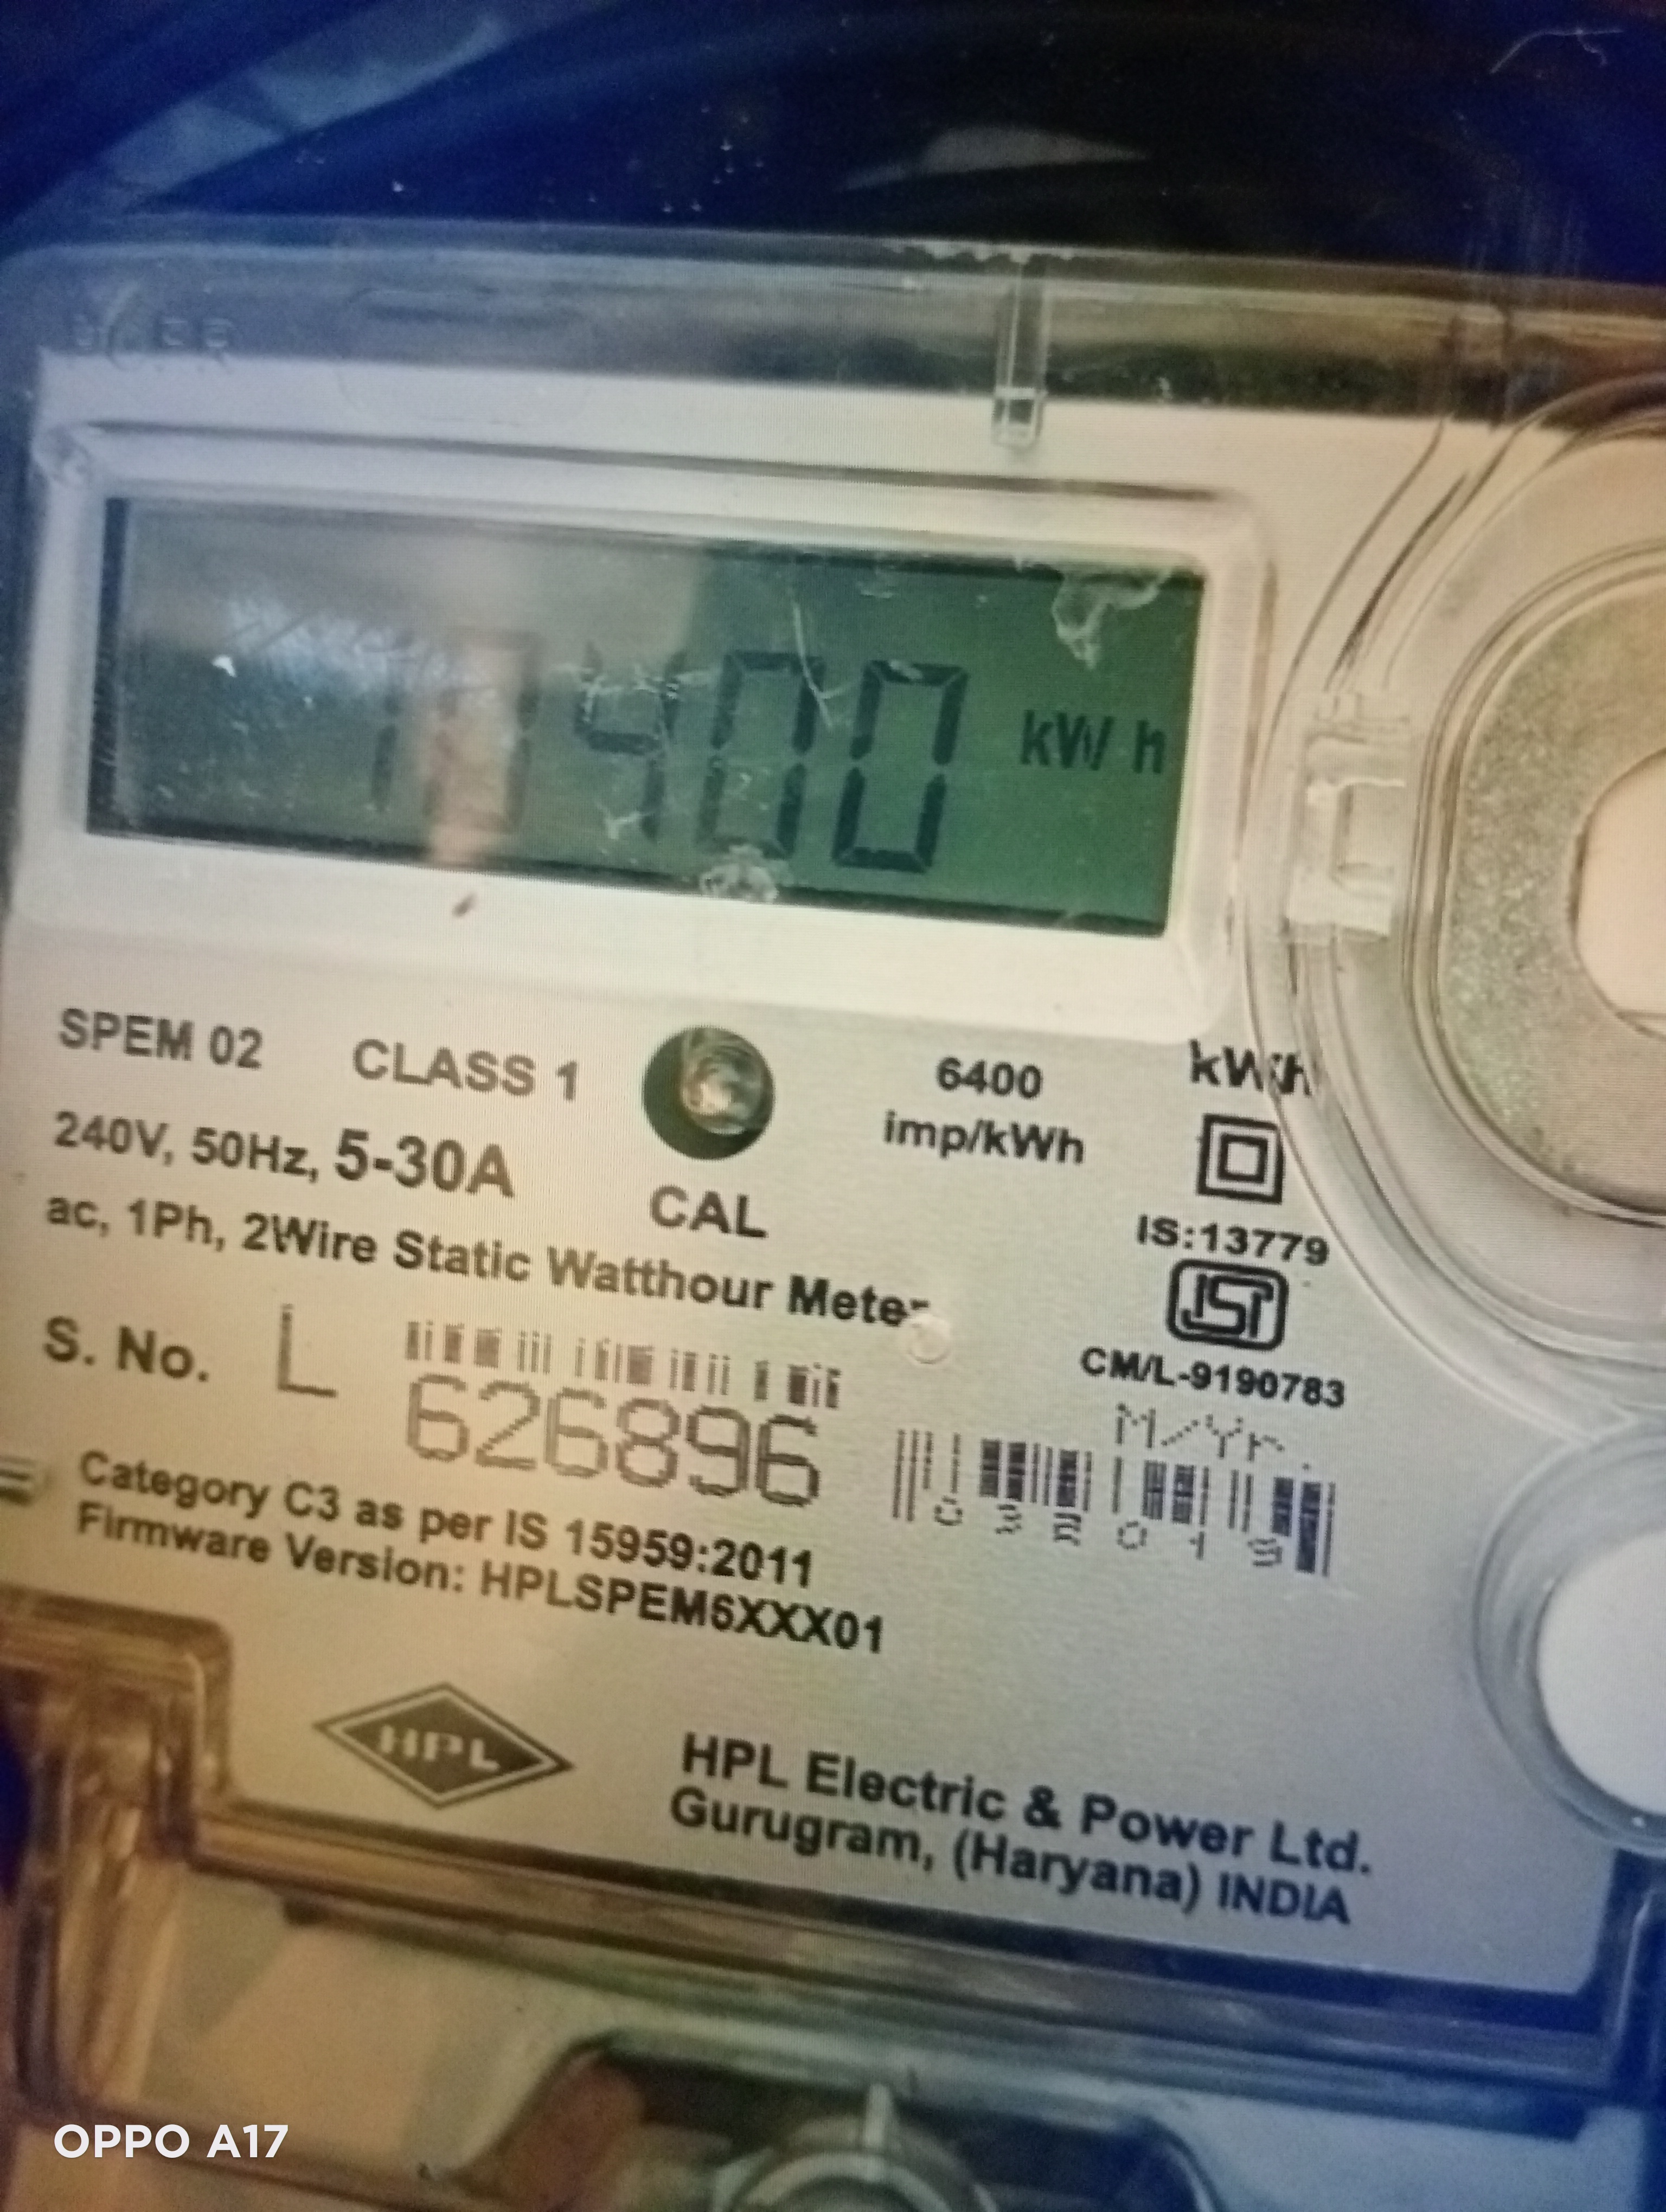 400 kW h
SPEM 02 CLASS 1
6400
imp/kWh
kWh
240V, 50Hz, 5-30A
CAL
ac, 1Ph, 2Wire Static Watthour Meter
IS:13779
ISI
CM/L-9190783
S. No. L 626896
M/Yr.
032019
Category C3 as per IS 15959:2011
Firmware Version: HPLSPEM6XXX01
HPL
HPL Electric & Power Ltd.
Gurugram, (Haryana) INDIA
OPPO A17